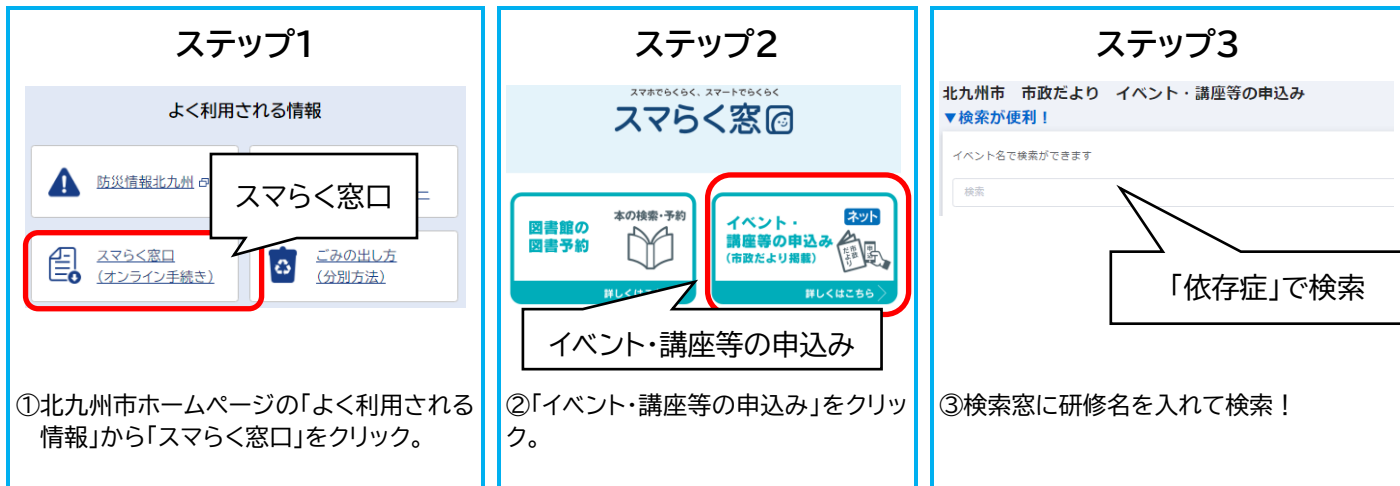 ステップ1
よく利用される情報
防災情報北九州
スマらく窓口
スマらく窓口
(オンライン手続き)
ごみの出し方
(分別方法)
①北九州市ホームページの「よく利用される
情報」から「スマらく窓口」をクリック。
ステップ2
スマホでらくらく、スマートでらくらく
スマらく窓口
図書館の
図書予約
本の検索・予約
イベント・
講座等の申込み
(市政だより掲載)
ネット
市政だより
詳しくはこちら
イベント・講座等の申込み
②「イベント・講座等の申込み」をクリッ
ク。
ステップ3
北九州市 市政だより イベント・講座等の申込み
▼検索が便利！
イベント名で検索ができます
検索
「依存症」で検索
③検索窓に研修名を入れて検索！